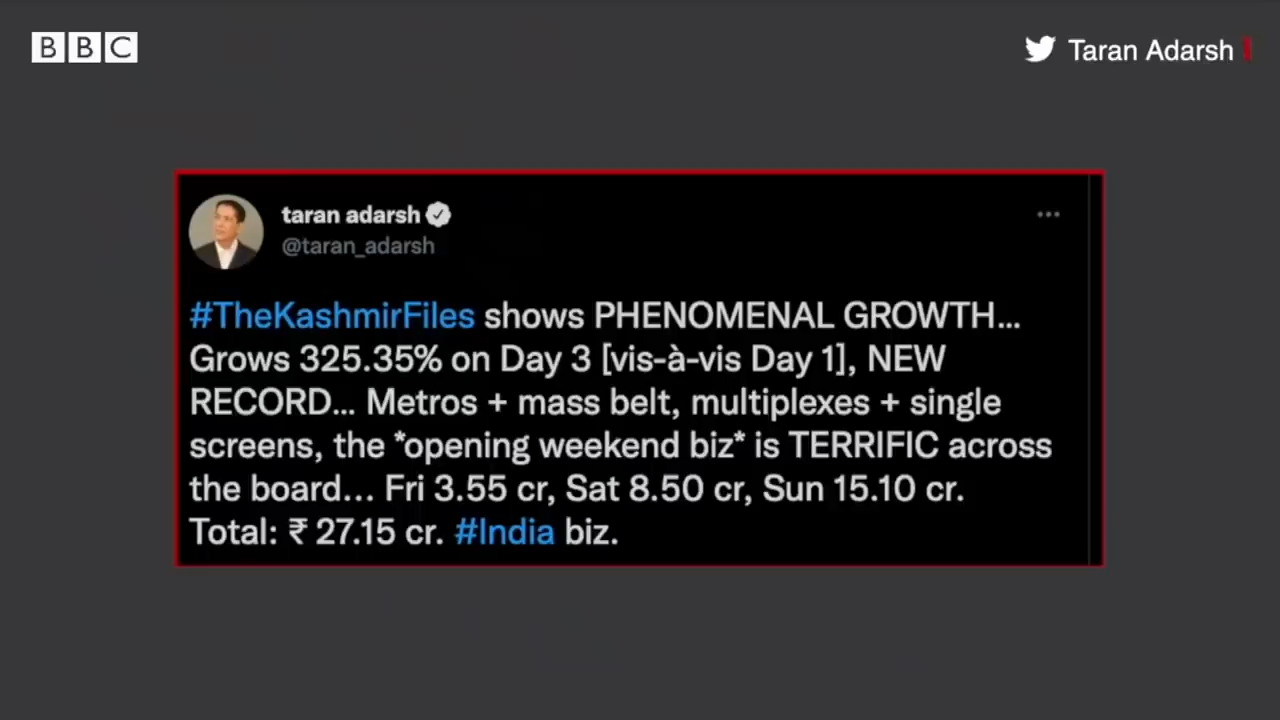 BBC
Taran Adarsh
taran adarsh
@taran_adarsh
#TheKashmirFiles shows PHENOMENAL GROWTH...
Grows 325.35% on Day 3 [vis-à-vis Day 1], NEW
RECORD... Metros + mass belt, multiplexes + single
screens, the *opening weekend biz* is TERRIFIC across
the board... Fri 3.55 cr, Sat 8.50 cr, Sun 15.10 cr.
Total: ₹ 27.15 cr. #India biz.